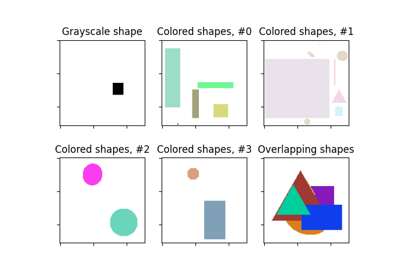 Grayscale shape
Colored shapes, #0
Colored shapes, #1
Colored shapes, #2
Colored shapes, #3
Overlapping shapes